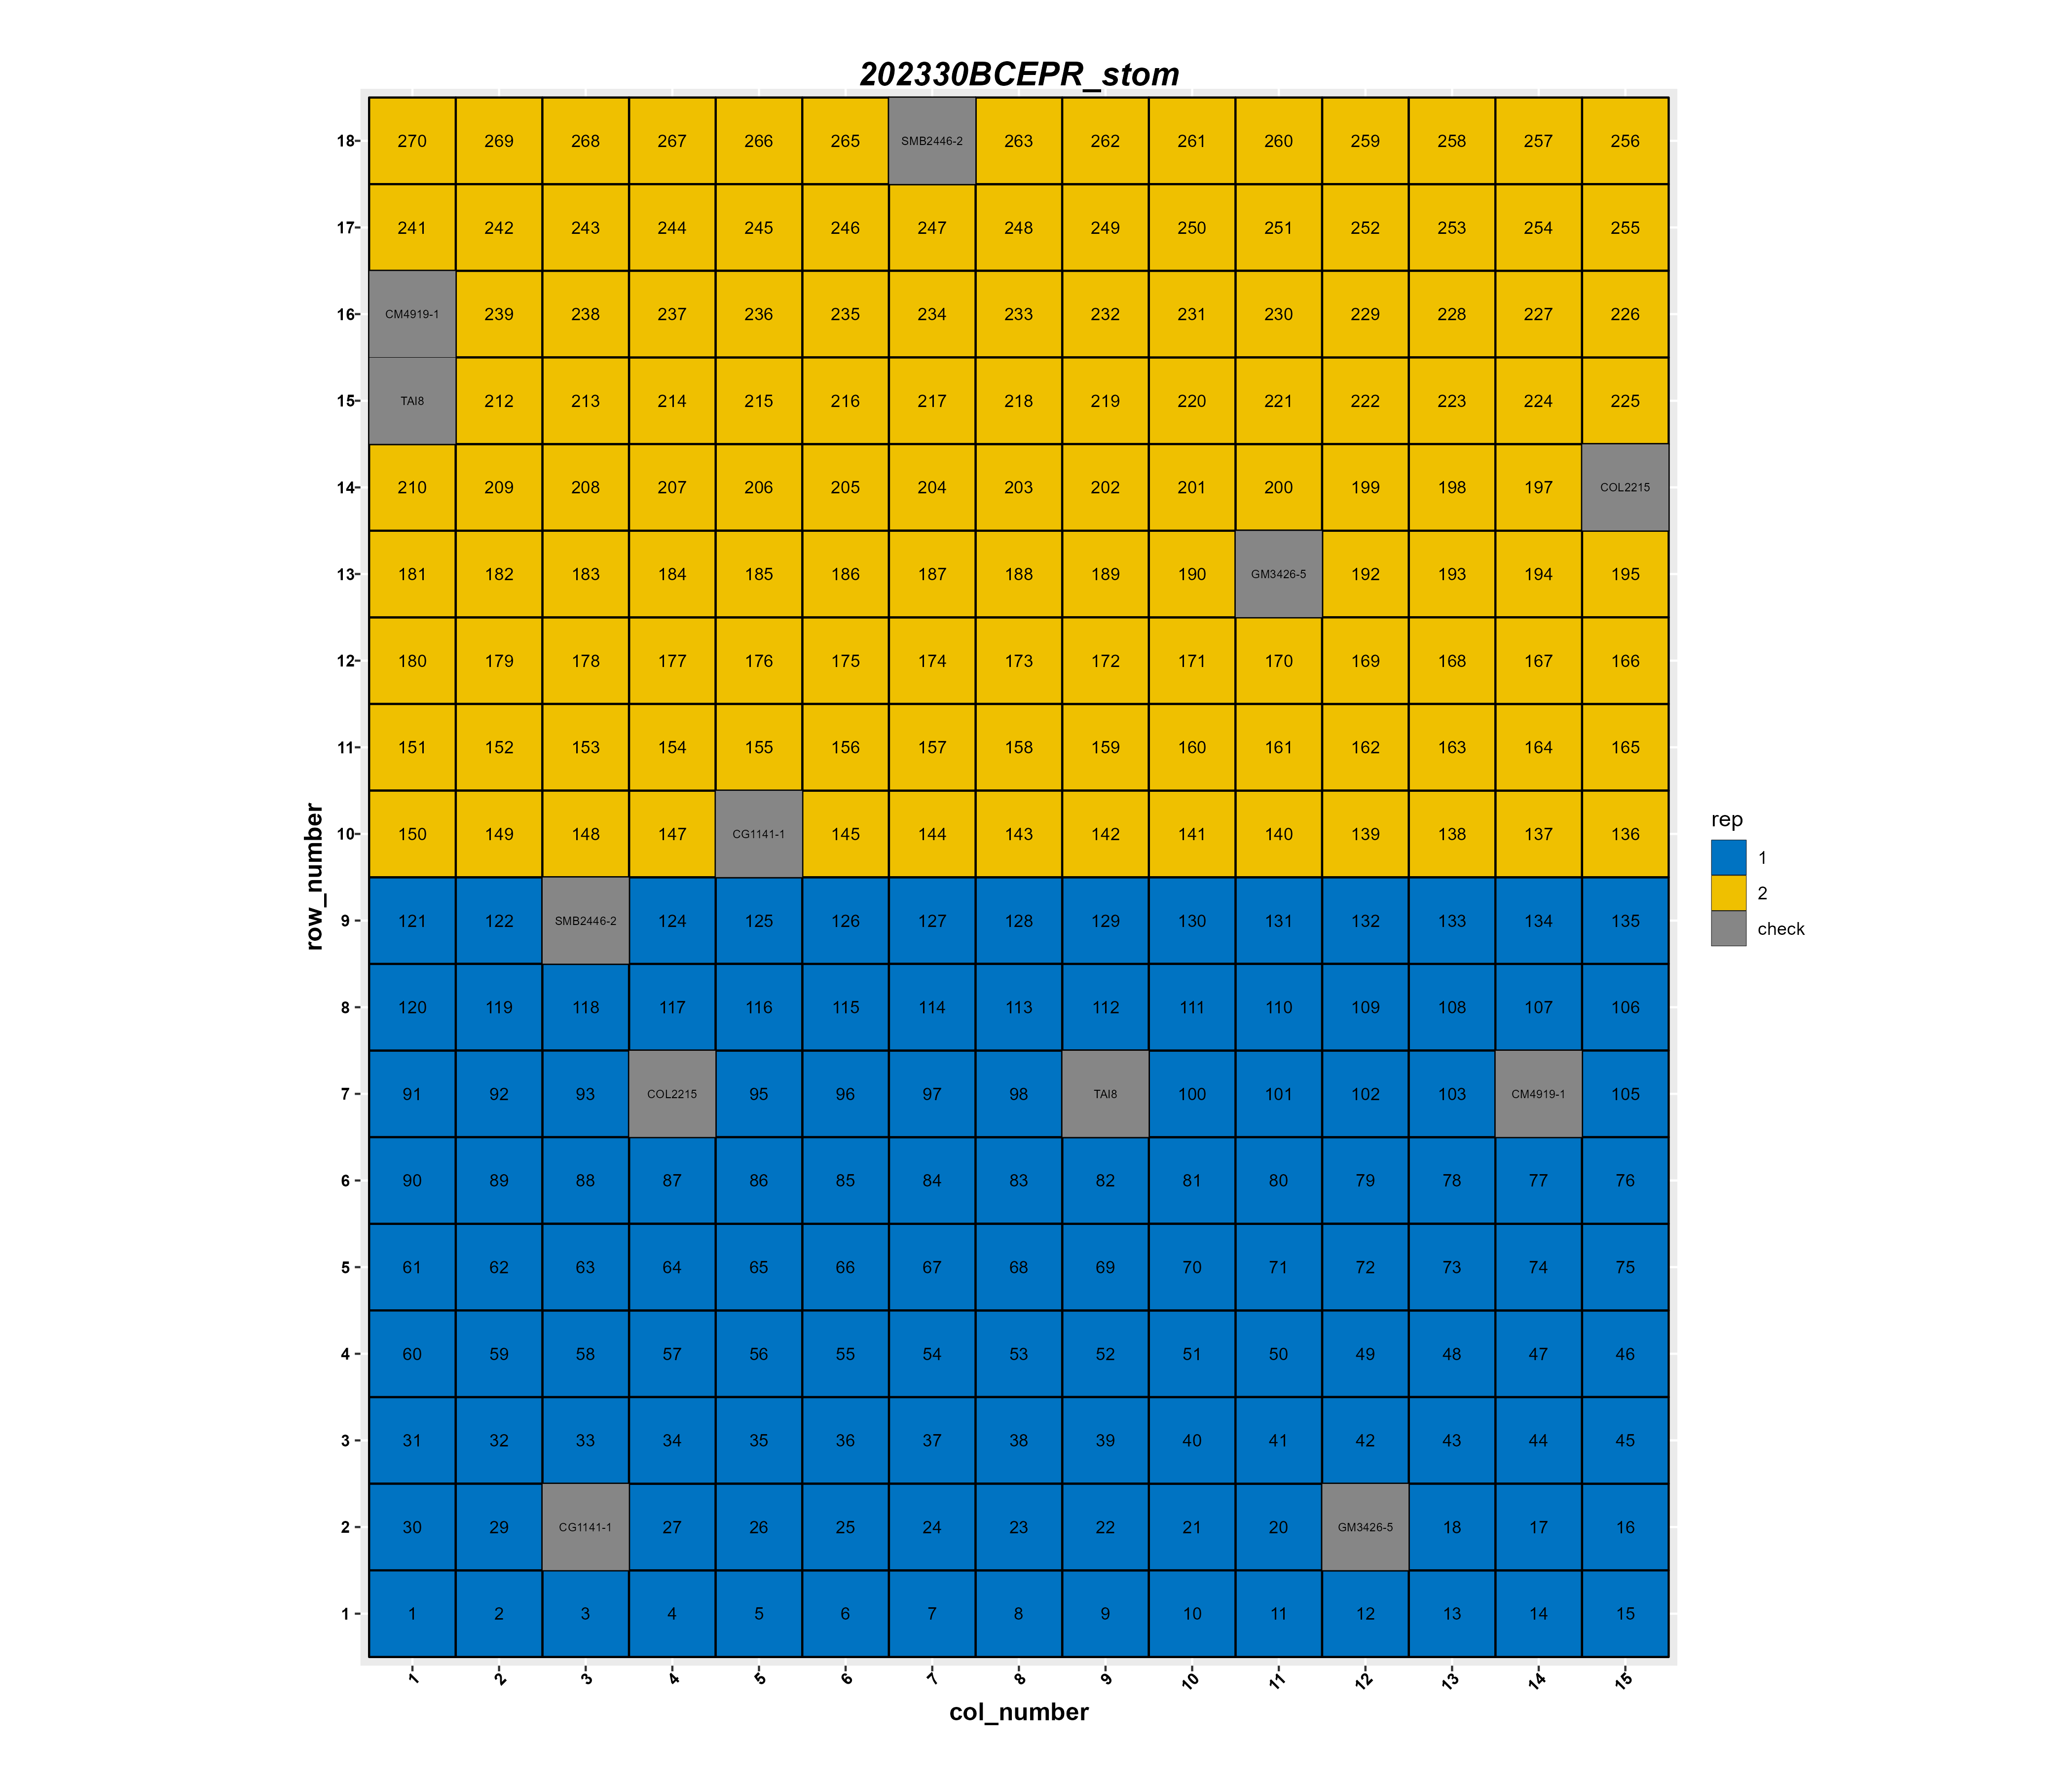 202330BCEPR_stom
18 270 269 268 267 266 265 SMB2446-2 263 262 261 260 259 258 257 256
17 241 242 243 244 245 246 247 248 249 250 251 252 253 254 255
16 CM4919-1 239 238 237 236 235 234 233 232 231 230 229 228 227 226
15 TAI8 212 213 214 215 216 217 218 219 220 221 222 223 224 225
14 210 209 208 207 206 205 204 203 202 201 200 199 198 197 COL2215
13 181 182 183 184 185 186 187 188 189 190 GM3426-5 192 193 194 195
12 180 179 178 177 176 175 174 173 172 171 170 169 168 167 166
11 151 152 153 154 155 156 157 158 159 160 161 162 163 164 165
10 150 149 148 147 CG1141-1 145 144 143 142 141 140 139 138 137 136
9 121 122 SMB2446-2 124 125 126 127 128 129 130 131 132 133 134 135
8 120 119 118 117 116 115 114 113 112 111 110 109 108 107 106
7 91 92 93 COL2215 95 96 97 98 TAI8 100 101 102 103 CM4919-1 105
6 90 89 88 87 86 85 84 83 82 81 80 79 78 77 76
5 61 62 63 64 65 66 67 68 69 70 71 72 73 74 75
4 60 59 58 57 56 55 54 53 52 51 50 49 48 47 46
3 31 32 33 34 35 36 37 38 39 40 41 42 43 44 45
2 30 29 CG1141-1 27 26 25 24 23 22 21 20 GM3426-5 18 17 16
1 1 2 3 4 5 6 7 8 9 10 11 12 13 14 15
1 2 3 4 5 6 7 8 9 10 11 12 13 14 15
col_number
row_number
rep
1
2
check